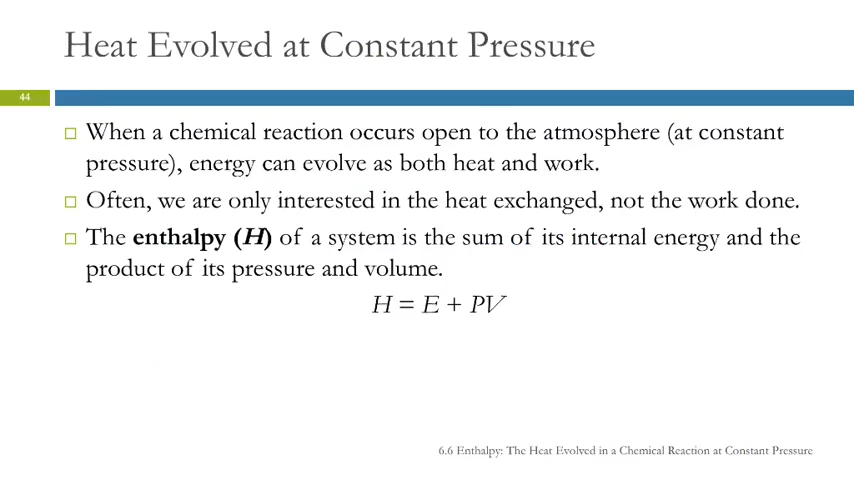 Heat Evolved at Constant Pressure
44
When a chemical reaction occurs open to the atmosphere (at constant
pressure), energy can evolve as both heat and work.
Often, we are only interested in the heat exchanged, not the work done.
The enthalpy (H) of a system is the sum of its internal energy and the
product of its pressure and volume.
H = E + PV
6.6 Enthalpy: The Heat Evolved in a Chemical Reaction at Constant Pressure